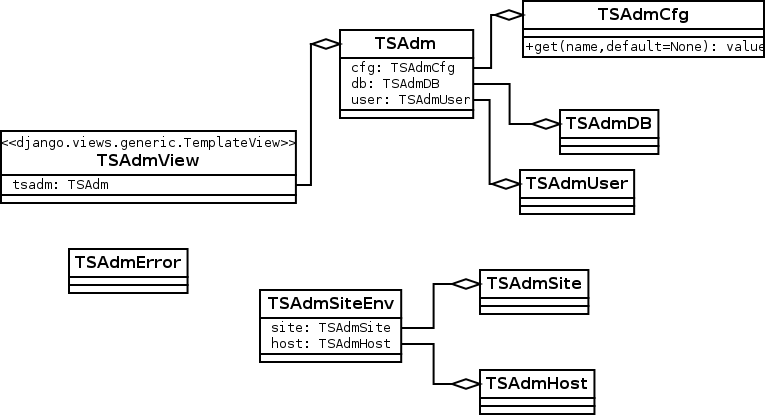 TSAdmCfg
+get(name,default=None): value
TSAdm
cfg: TSAdmCfg
db: TSAdmDB
user: TSAdmUser
TSAdmDB
<<django.views.generic.TemplateView>>
TSAdmView
tsadm: TSAdm
TSAdmUser
TSAdmError
TSAdmSiteEnv
site: TSAdmSite
host: TSAdmHost
TSAdmSite
TSAdmHost